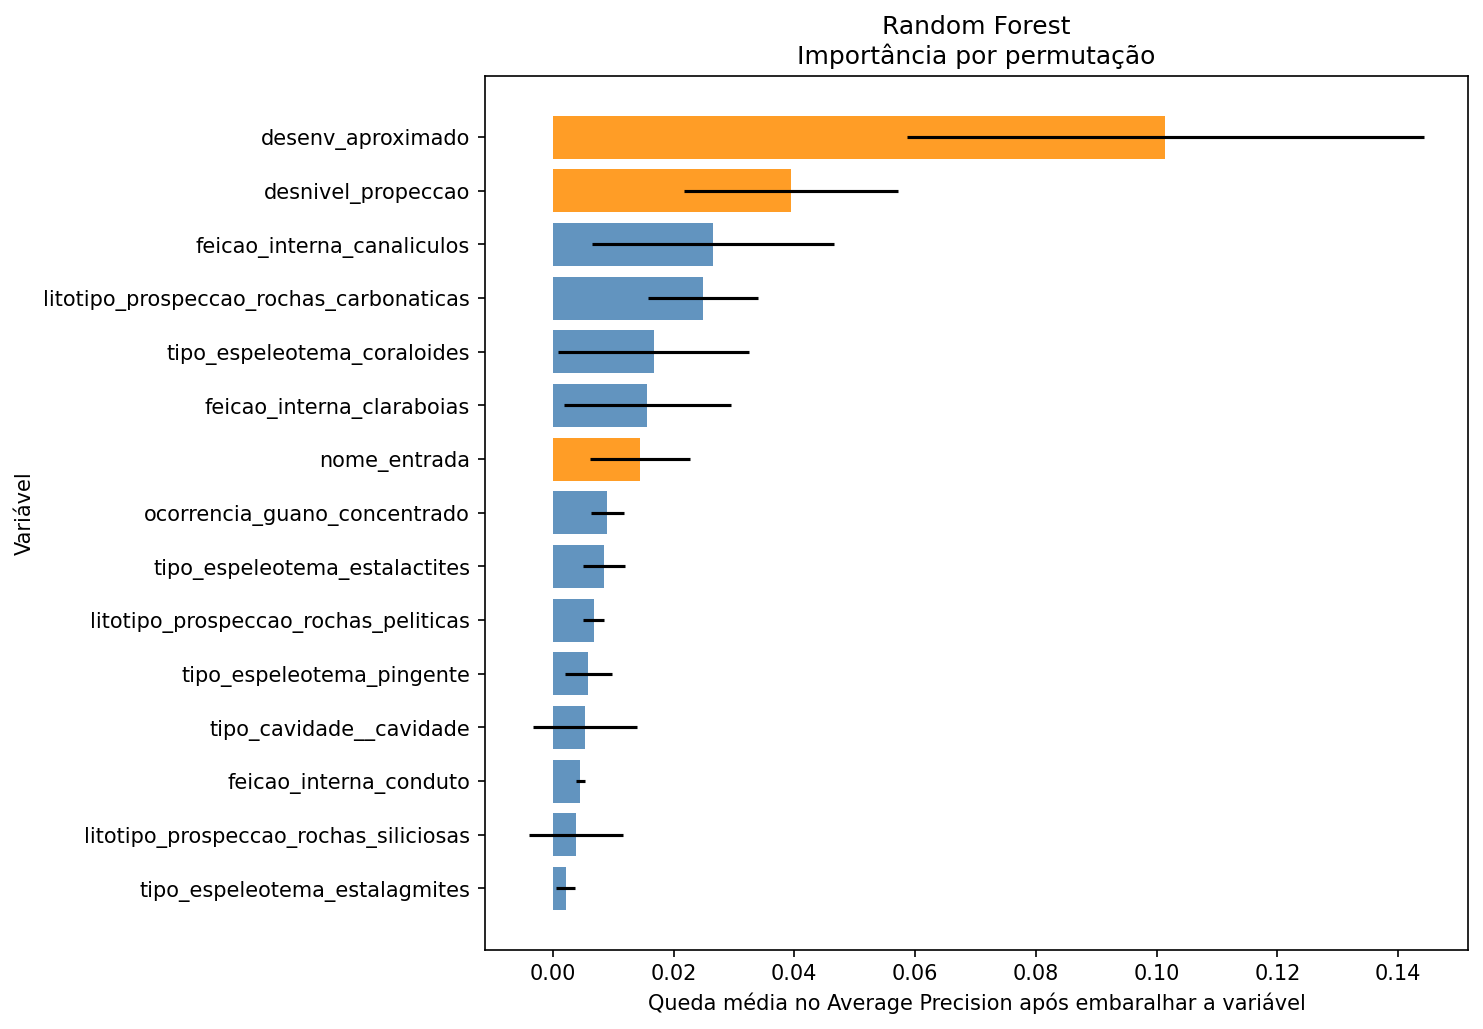 Random Forest
Importância por permutação
Variável
desenv_aproximado
desnivel_propeccao
feicao_interna_canaliculos
litotipo_prospeccao_rochas_carbonaticas
tipo_espeleotema_coraloides
feicao_interna_claraboias
nome_entrada
ocorrencia_guano_concentrado
tipo_espeleotema_estalactites
litotipo_prospeccao_rochas_peliticas
tipo_espeleotema_pingente
tipo_cavidade__cavidade
feicao_interna_conduto
litotipo_prospeccao_rochas_siliciosas
tipo_espeleotema_estalagmites
0.00 0.02 0.04 0.06 0.08 0.10 0.12 0.14
Queda média no Average Precision após embaralhar a variável